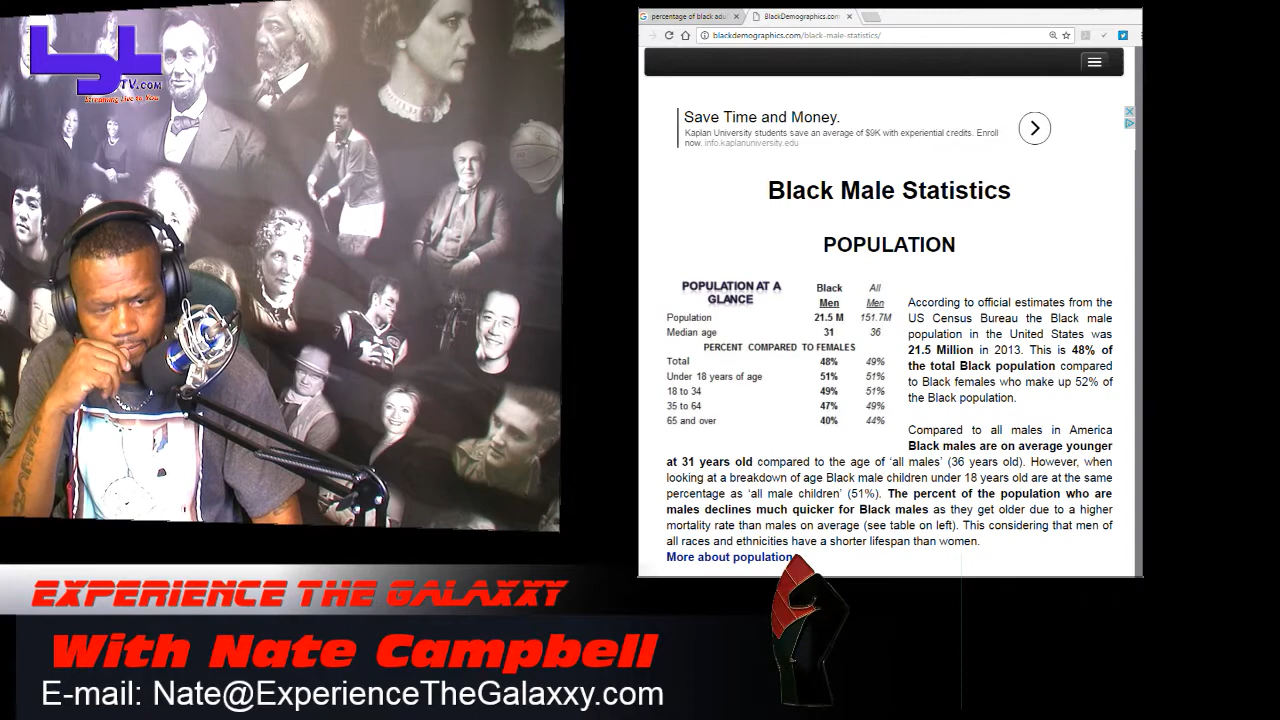 LYL
TV.com
Streaming Live to You
percentage of black adul
BlackDemographics.com
blackdemographics.com/black-male-statistics/
Save Time and Money.
Kaplan University students save an average of $9K with experiential credits. Enroll
now. info.kaplanuniversity.edu
Black Male Statistics
POPULATION
POPULATION AT A
GLANCE
Black All
Men Men
Population 21.5 M 151.7M
Median age 31 36
PERCENT COMPARED TO FEMALES
Total 48% 49%
Under 18 years of age 51% 51%
18 to 34 49% 51%
35 to 64 47% 49%
65 and over 40% 44%
According to official estimates from the
US Census Bureau the Black male
population in the United States was
21.5 Million in 2013. This is 48% of
the total Black population compared
to Black females who make up 52% of
the Black population.
Compared to all males in America
Black males are on average younger
at 31 years old compared to the age of ‘all males’ (36 years old). However, when
looking at a breakdown of age Black male children under 18 years old are at the same
percentage as ‘all male children’ (51%). The percent of the population who are
males declines much quicker for Black males as they get older due to a higher
mortality rate than males on average (see table on left). This considering that men of
all races and ethnicities have a shorter lifespan than women.
More about population
EXPERIENCE THE GALAXXY
With Nate Campbell
E-mail: Nate@ExperienceTheGalaxxy.com